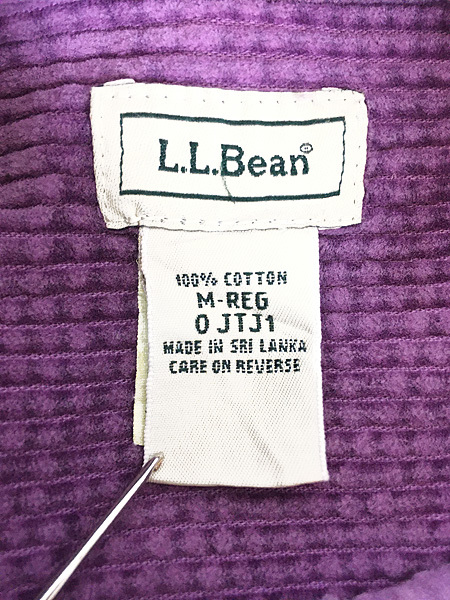 L.L.Bean®
100% COTTON
M-REG
0 JTJ1
MADE IN SRI LANKA
CARE ON REVERSE